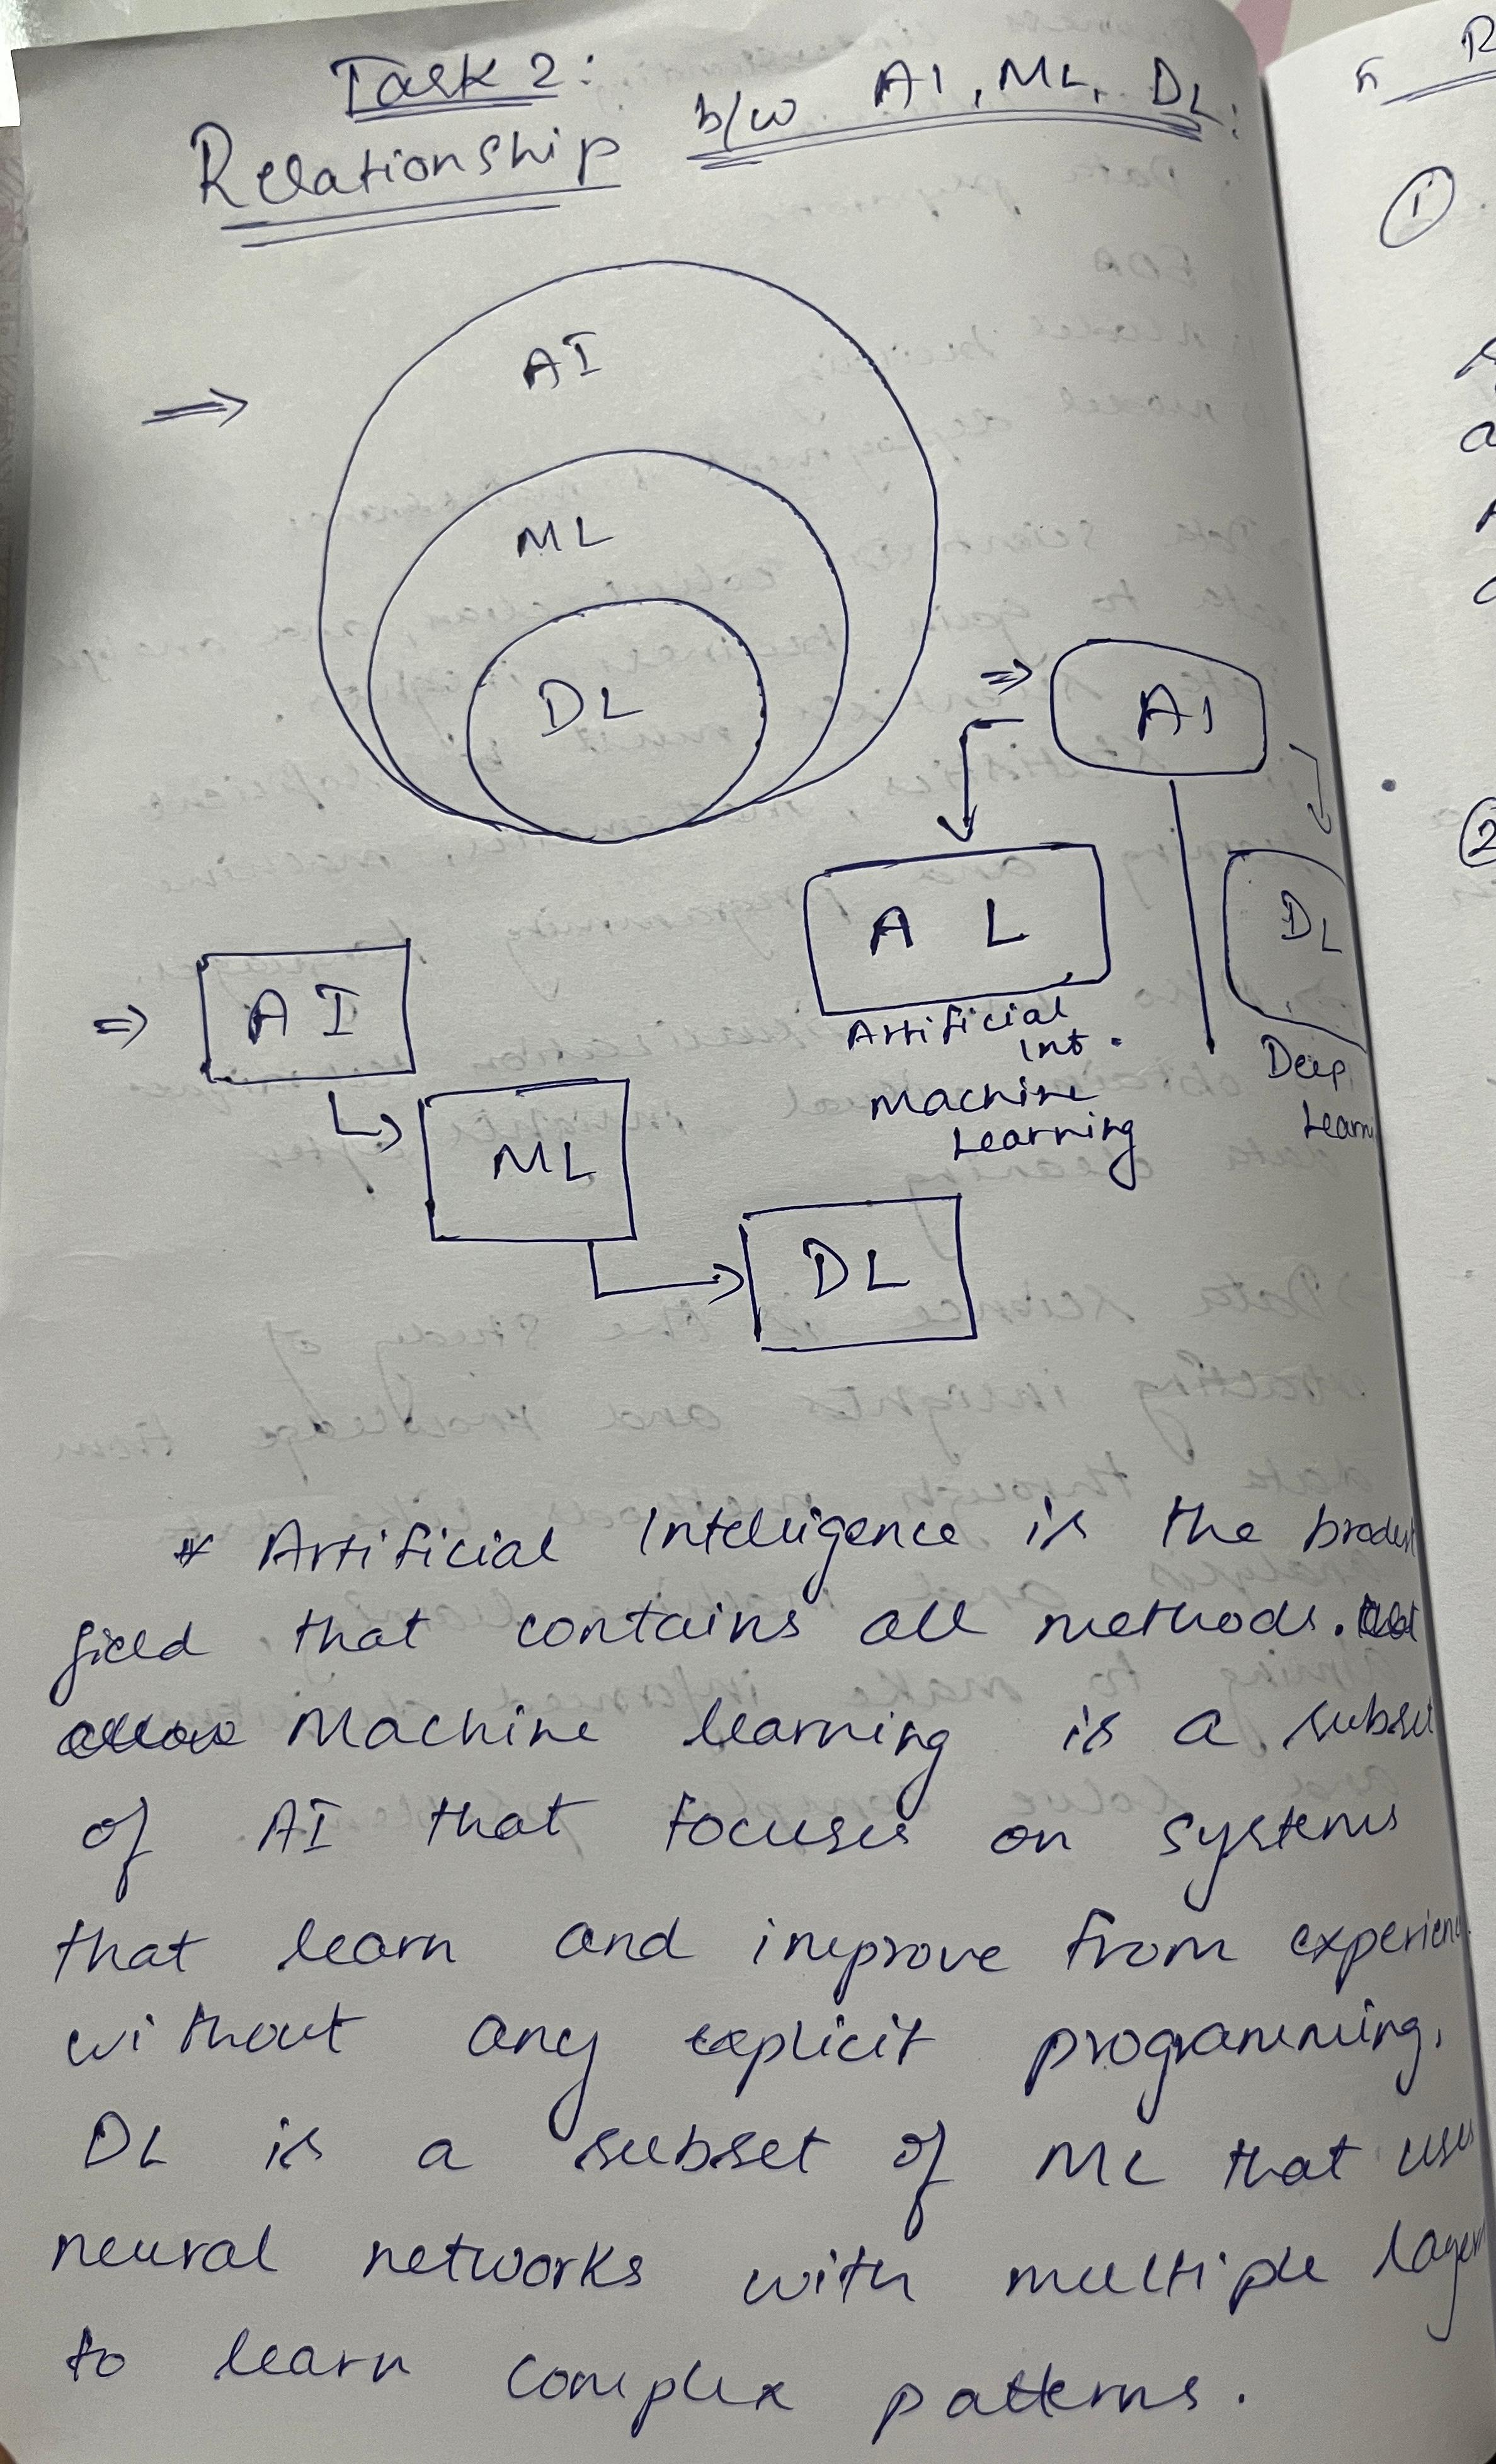 Task 2:
Relationship b/w AI, ML, DL:
⇒
AI
ML
DL
⇒ AI
A L
Artificial
Int.
Machine
Learning
DL
Deep
Learn
⇒ AI
ML
DL
* Artificial Intelligence is the
field that contains all methods.
Machine learning is a subset
of AI that focuses on systems
that learn and improve from experienc
without any explicit programming.
DL is a subset of ML that uses
neural networks with multiple layers
to learn complex patterns.
R
①
②